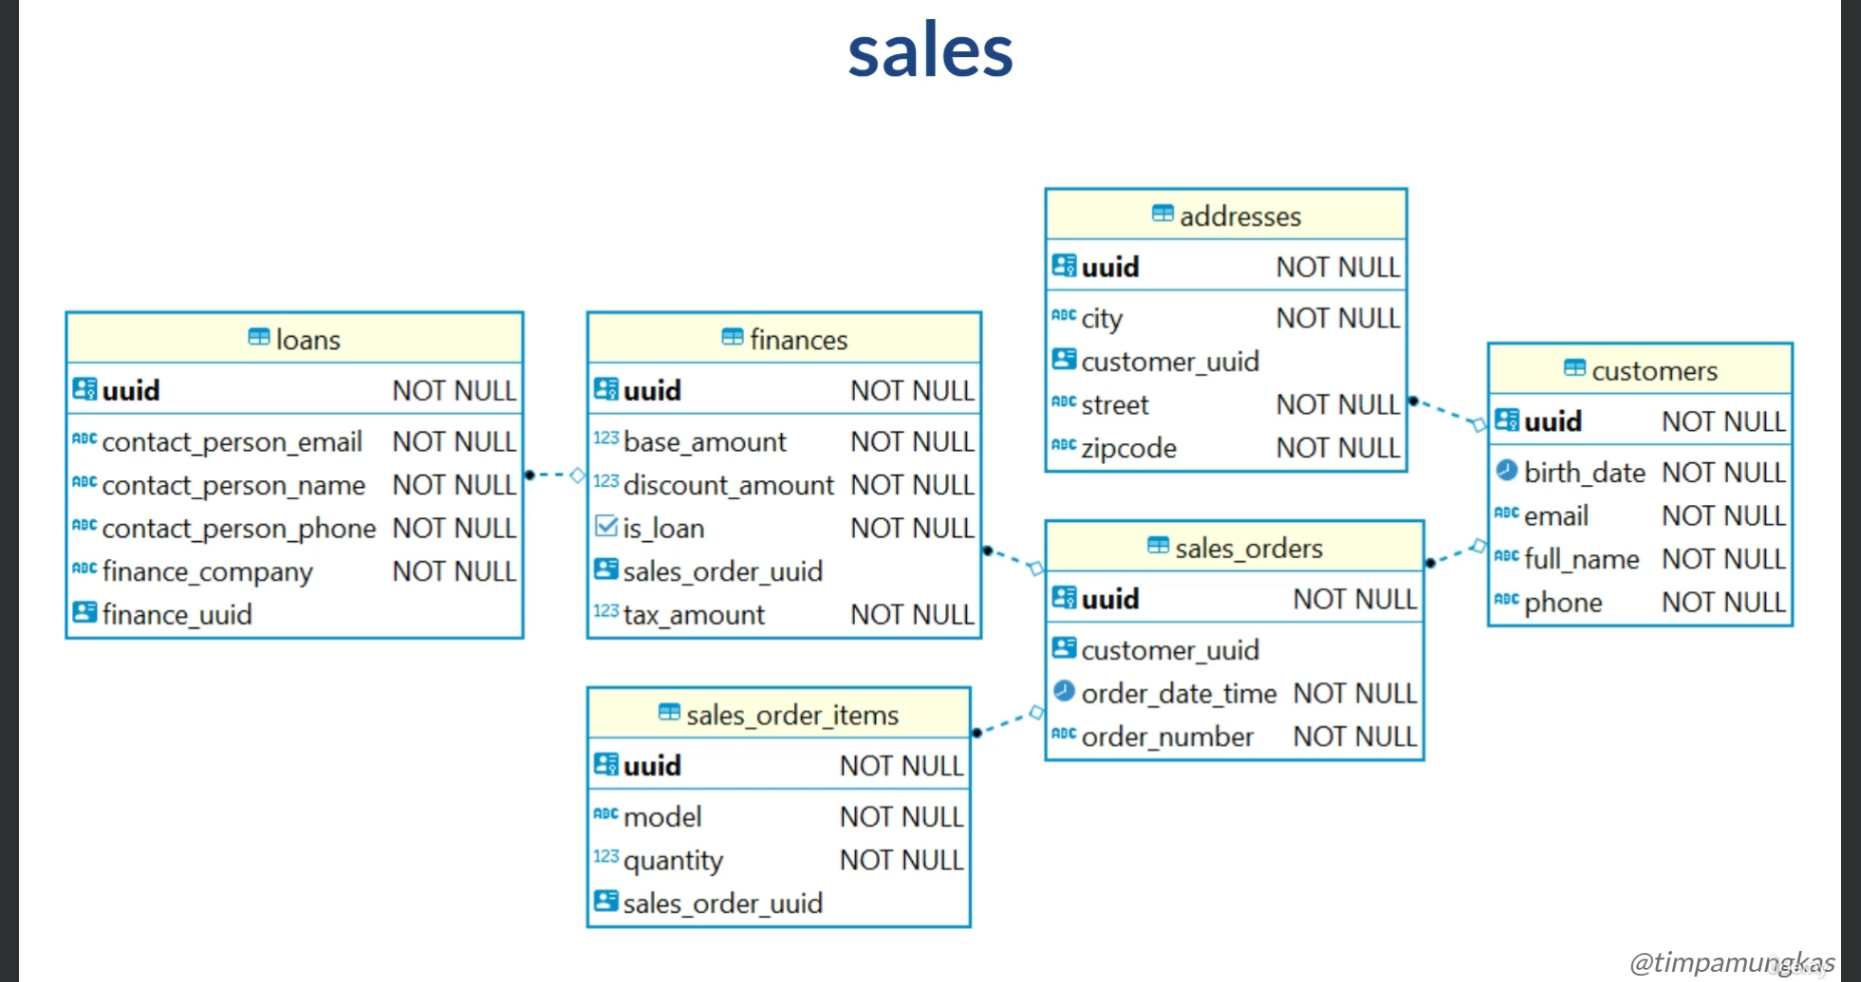 sales
loans
uuid NOT NULL
contact_person_email NOT NULL
contact_person_name NOT NULL
contact_person_phone NOT NULL
finance_company NOT NULL
finance_uuid
finances
uuid NOT NULL
base_amount NOT NULL
discount_amount NOT NULL
is_loan NOT NULL
sales_order_uuid
tax_amount NOT NULL
sales_order_items
uuid NOT NULL
model NOT NULL
quantity NOT NULL
sales_order_uuid
addresses
uuid NOT NULL
city NOT NULL
customer_uuid
street NOT NULL
zipcode NOT NULL
sales_orders
uuid NOT NULL
customer_uuid
order_date_time NOT NULL
order_number NOT NULL
customers
uuid NOT NULL
birth_date NOT NULL
email NOT NULL
full_name NOT NULL
phone NOT NULL
@timpamungkas